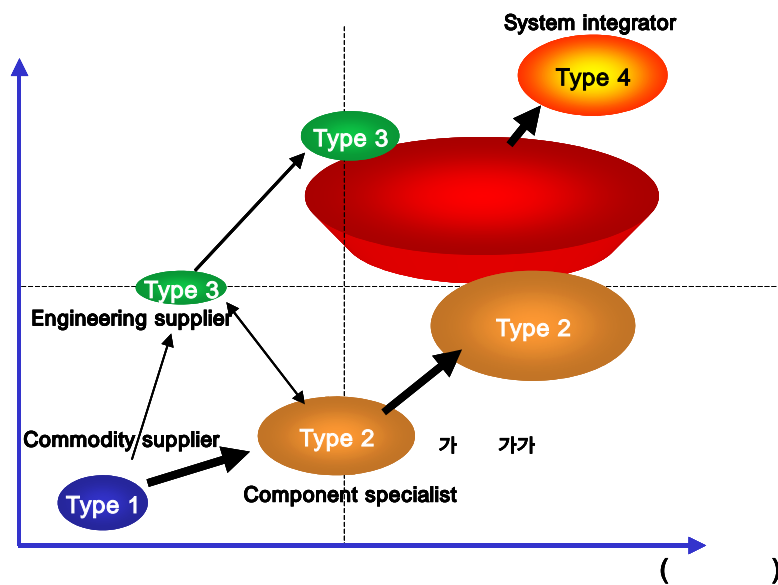 System integrator
Type 4
Type 3
Type 3
Engineering supplier
Type 2
Commodity supplier
Type 2
가 가가
Component specialist
Type 1
( )